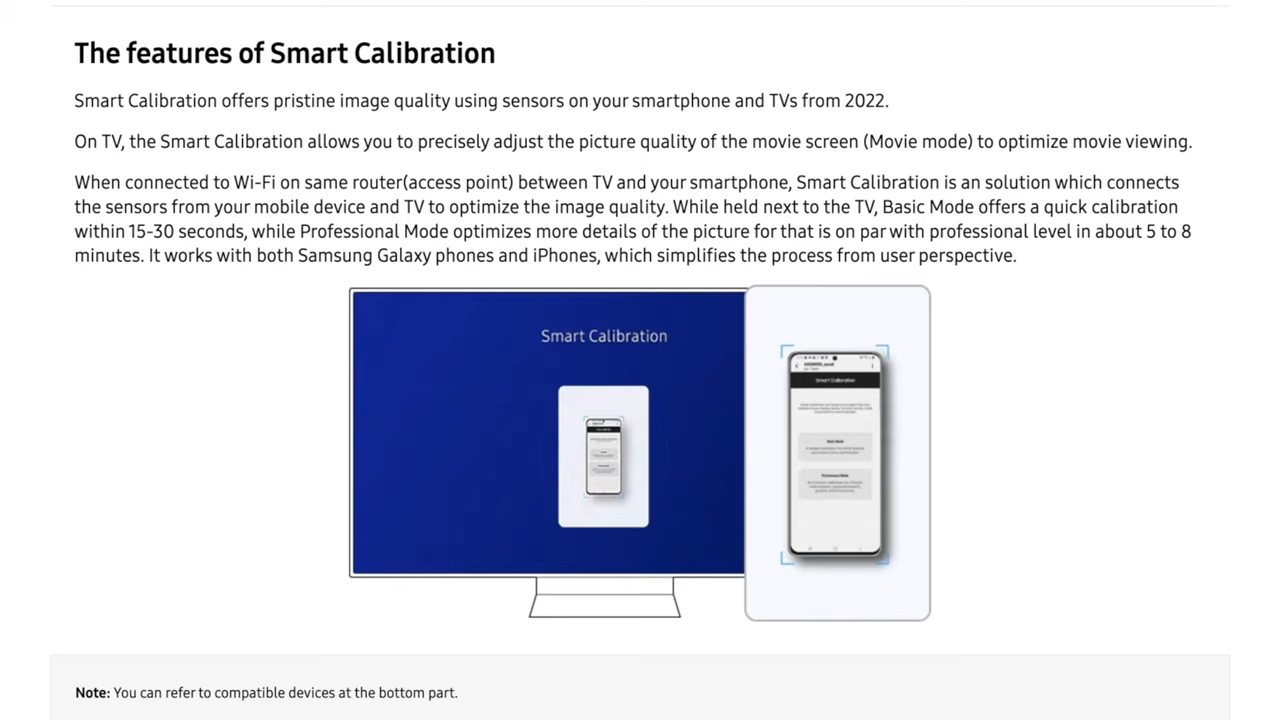 The features of Smart Calibration
Smart Calibration offers pristine image quality using sensors on your smartphone and TVs from 2022.
On TV, the Smart Calibration allows you to precisely adjust the picture quality of the movie screen (Movie mode) to optimize movie viewing.
When connected to Wi-Fi on same router(access point) between TV and your smartphone, Smart Calibration is an solution which connects
the sensors from your mobile device and TV to optimize the image quality. While held next to the TV, Basic Mode offers a quick calibration
within 15-30 seconds, while Professional Mode optimizes more details of the picture for that is on par with professional level in about 5 to 8
minutes. It works with both Samsung Galaxy phones and iPhones, which simplifies the process from user perspective.
Smart Calibration
Smart Calibration
Professional Mode
Note: You can refer to compatible devices at the bottom part.